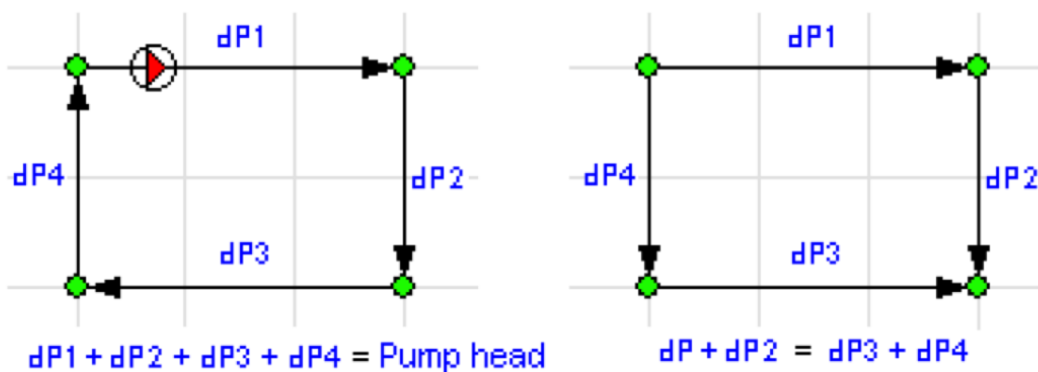 dP1
dP1
dP4
dP2
dP4
dP2
dP3
dP3
dP1 + dP2 + dP3 + dP4 = Pump head
dP + dP2 = dP3 + dP4